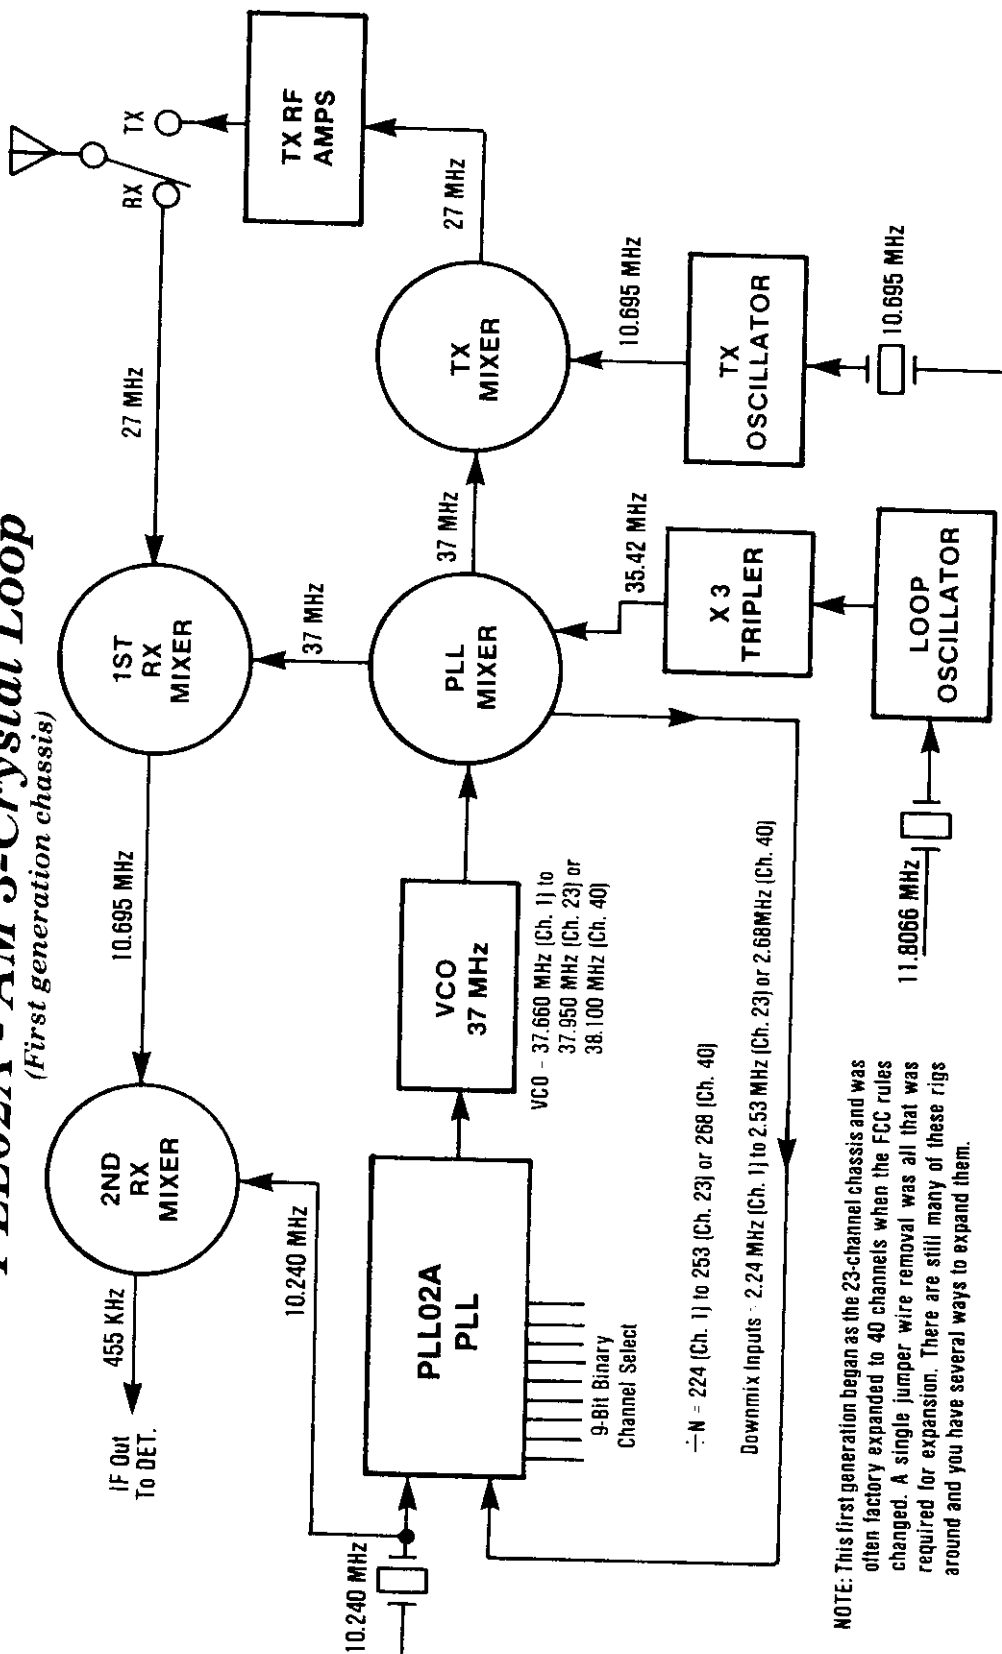 PLL02A - AM 3-Crystal Loop
(First generation chassis)
TX
RX
TX RF
AMPS
27 MHz
27 MHz
1ST
RX
MIXER
10.695 MHz
2ND
RX
MIXER
455 KHz
IF Out
To DET.
37 MHz
TX
MIXER
37 MHz
PLL
MIXER
10.695 MHz
TX
OSCILLATOR
10.695 MHz
35.42 MHz
X 3
TRIPLER
LOOP
OSCILLATOR
11.8066 MHz
VCO
37 MHz
VCO - 37.660 MHz (Ch. 1) to
37.950 MHz (Ch. 23) or
38.100 MHz (Ch. 40)
10.240 MHz
PLL02A
PLL
10.240 MHz
9-Bit Binary
Channel Select
÷N = 224 (Ch. 1) to 253 (Ch. 23) or 268 (Ch. 40)
Downmix Inputs - 2.24 MHz (Ch. 1) to 2.53 MHz (Ch. 23) or 2.68MHz (Ch. 40)
NOTE: This first generation began as the 23-channel chassis and was
often factory expanded to 40 channels when the FCC rules
changed. A single jumper wire removal was all that was
required for expansion. There are still many of these rigs
around and you have several ways to expand them.